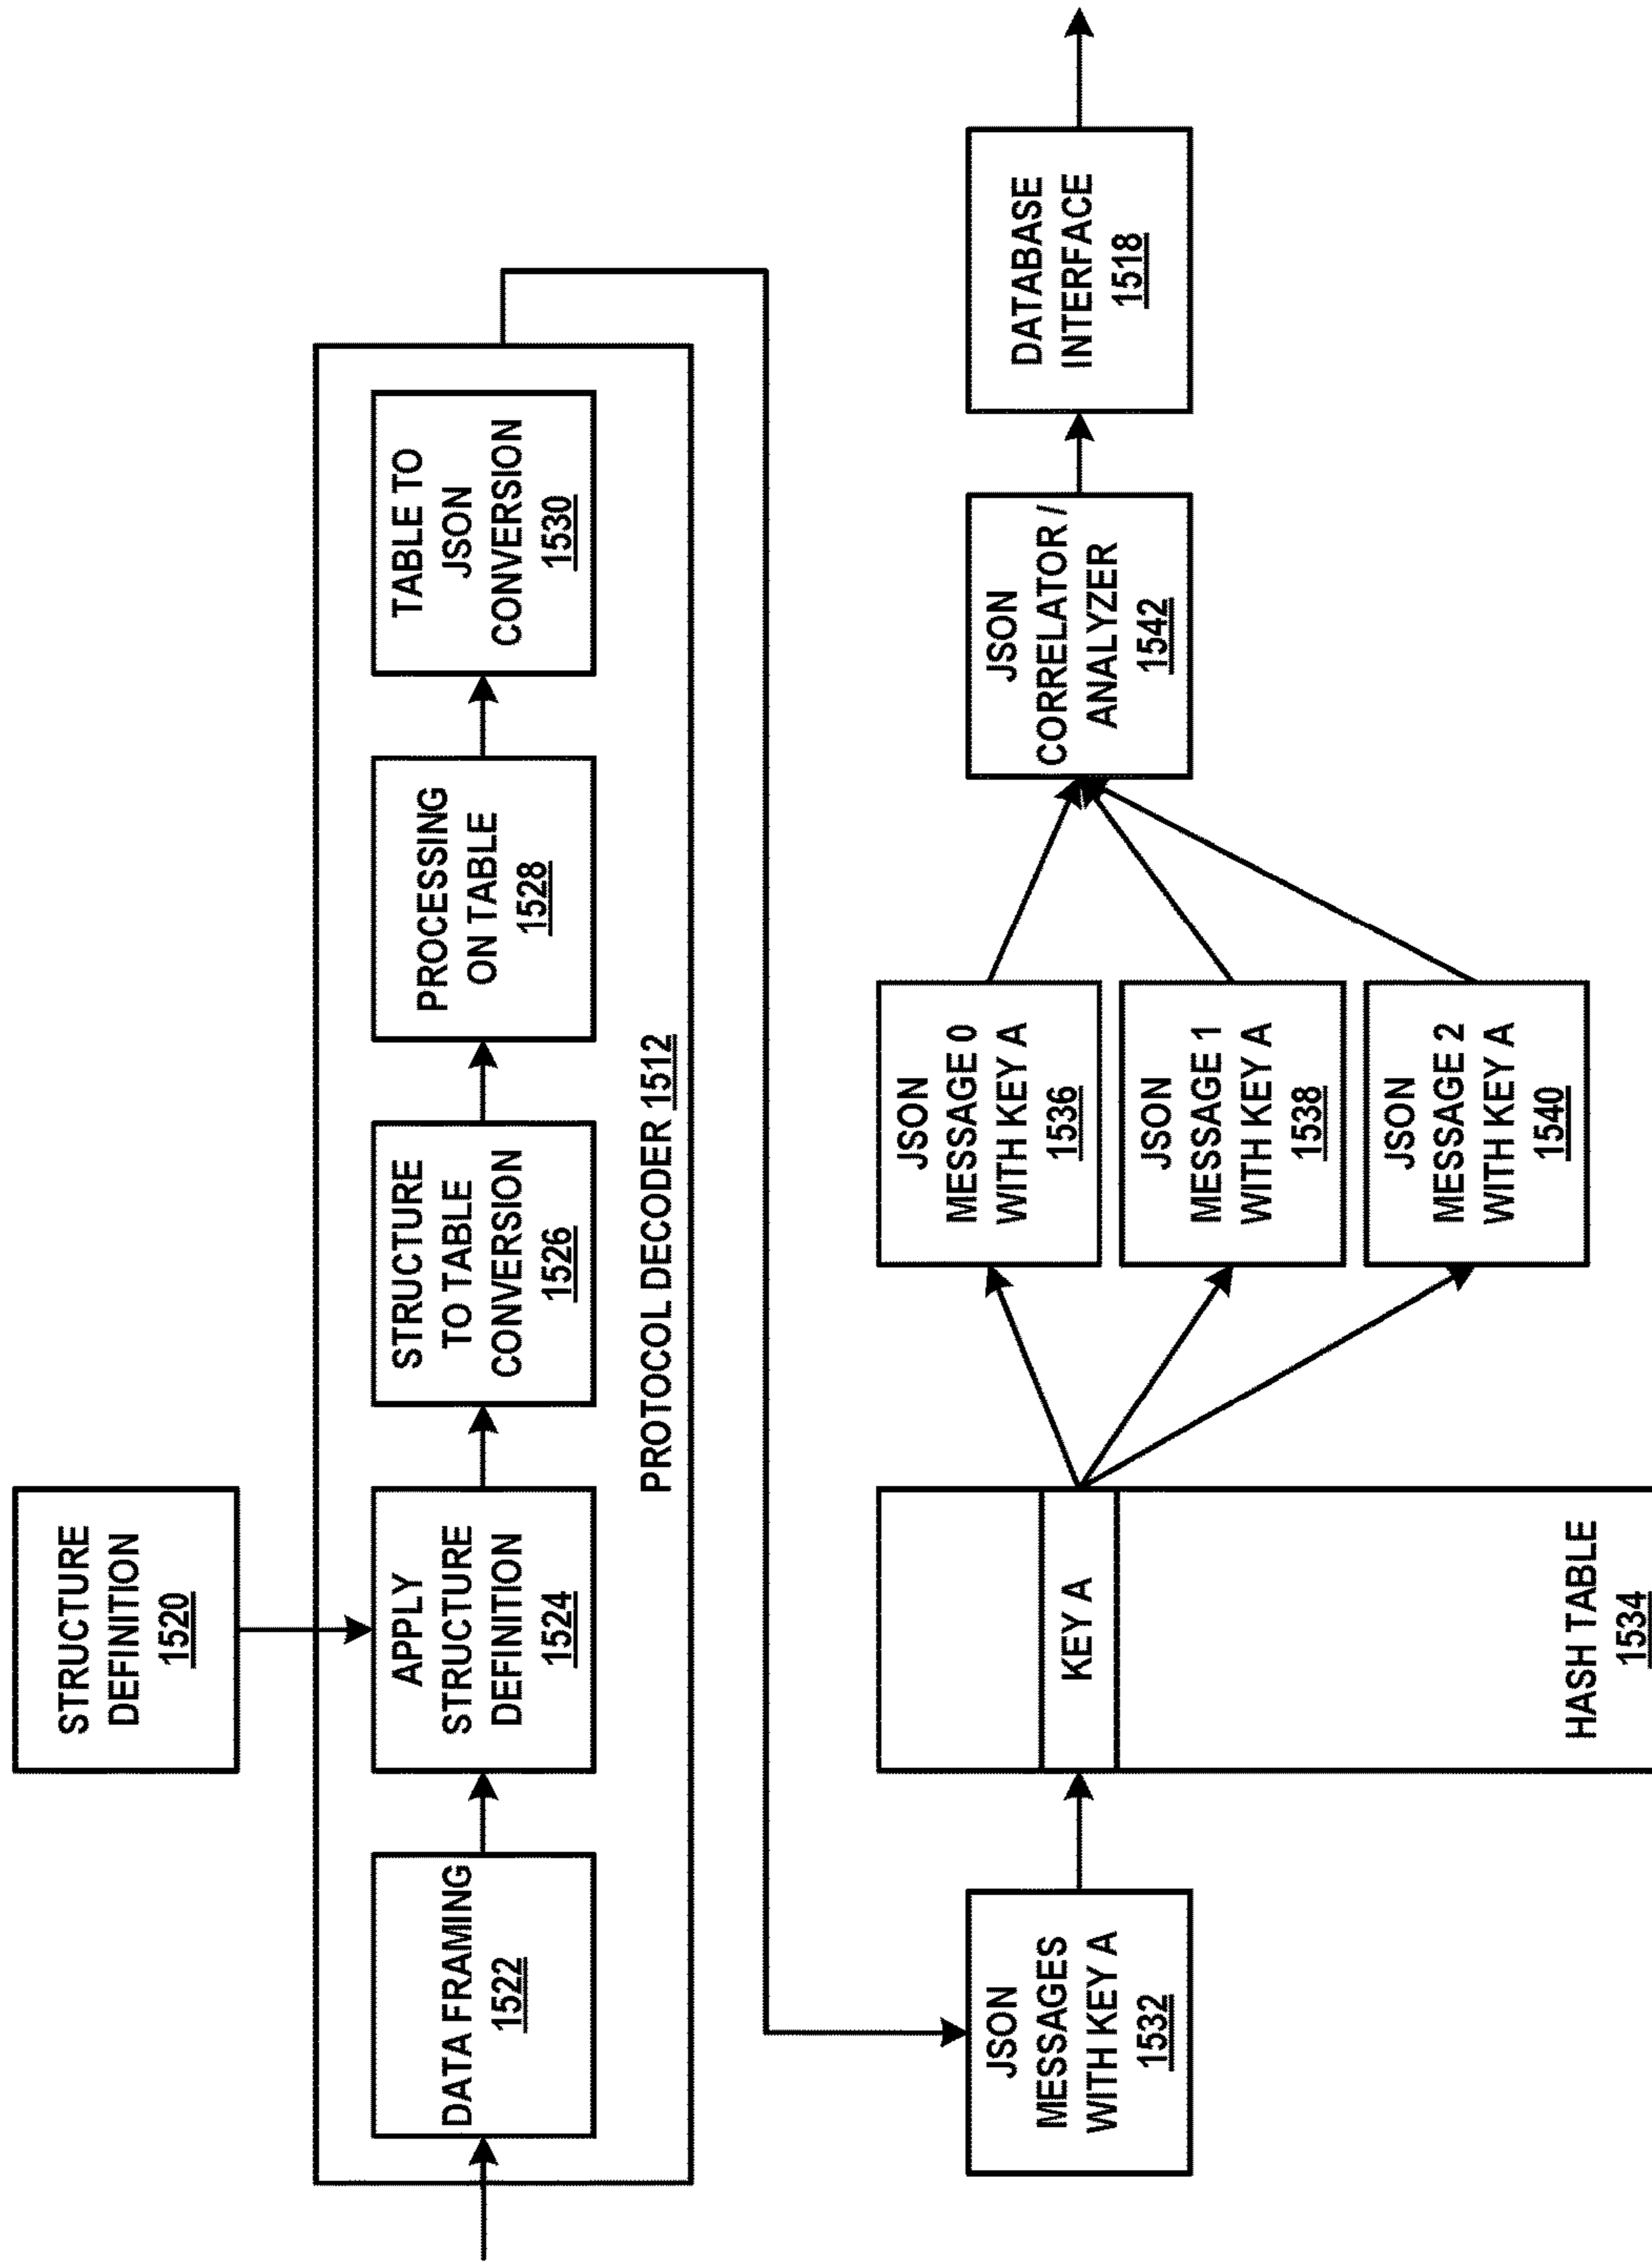 STRUCTURE
DEFINITION
1520
DATA FRAMING
1522
APPLY
STRUCTURE
DEFINITION
1524
STRUCTURE
TO TABLE
CONVERSION
1526
PROCESSING
ON TABLE
1528
TABLE TO
JSON
CONVERSION
1530
PROTOCOL DECODER 1512
JSON
MESSAGES
WITH KEY A
1532
KEY A
HASH TABLE
1534
JSON
MESSAGE 0
WITH KEY A
1536
JSON
MESSAGE 1
WITH KEY A
1538
JSON
MESSAGE 2
WITH KEY A
1540
JSON
CORRELATOR /
ANALYZER
1542
DATABASE
INTERFACE
1518